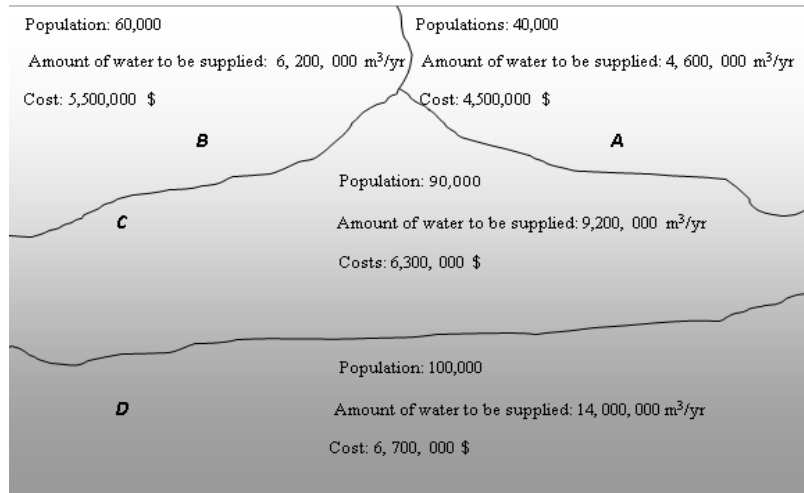 Population: 60,000
Amount of water to be supplied: 6, 200, 000 m³/yr
Cost: 5,500,000 $
B
Populations: 40,000
Amount of water to be supplied: 4, 600, 000 m³/yr
Cost: 4,500,000 $
A
Population: 90,000
C
Amount of water to be supplied: 9,200, 000 m³/yr
Costs: 6,300, 000 $
Population: 100,000
D
Amount of water to be supplied: 14, 000, 000 m³/yr
Cost: 6, 700, 000 $